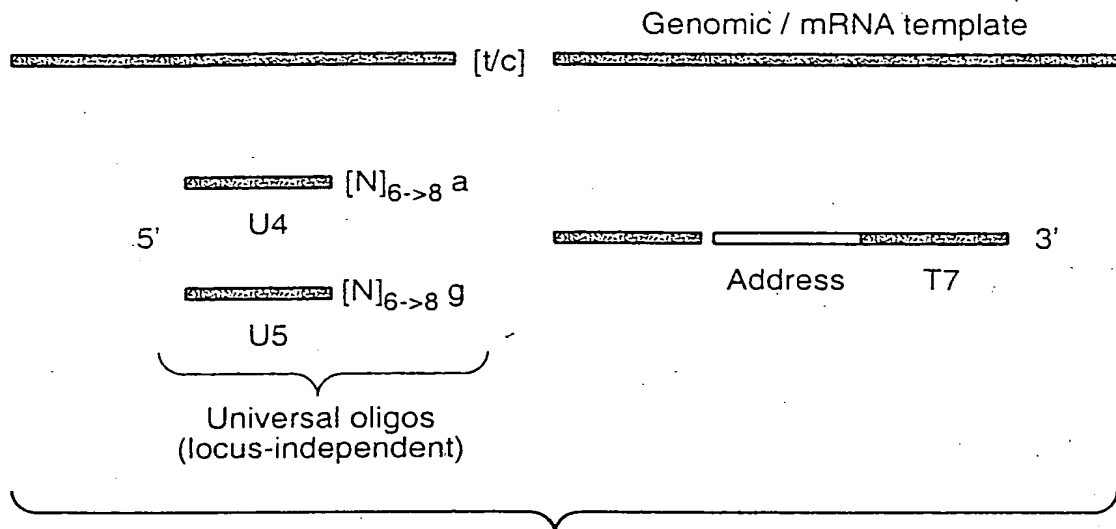 Genomic / mRNA template
[t/c]
[N]6->8 a
U4
5'
3'
Address
T7
[N]6->8 g
U5
Universal oligos
(locus-independent)